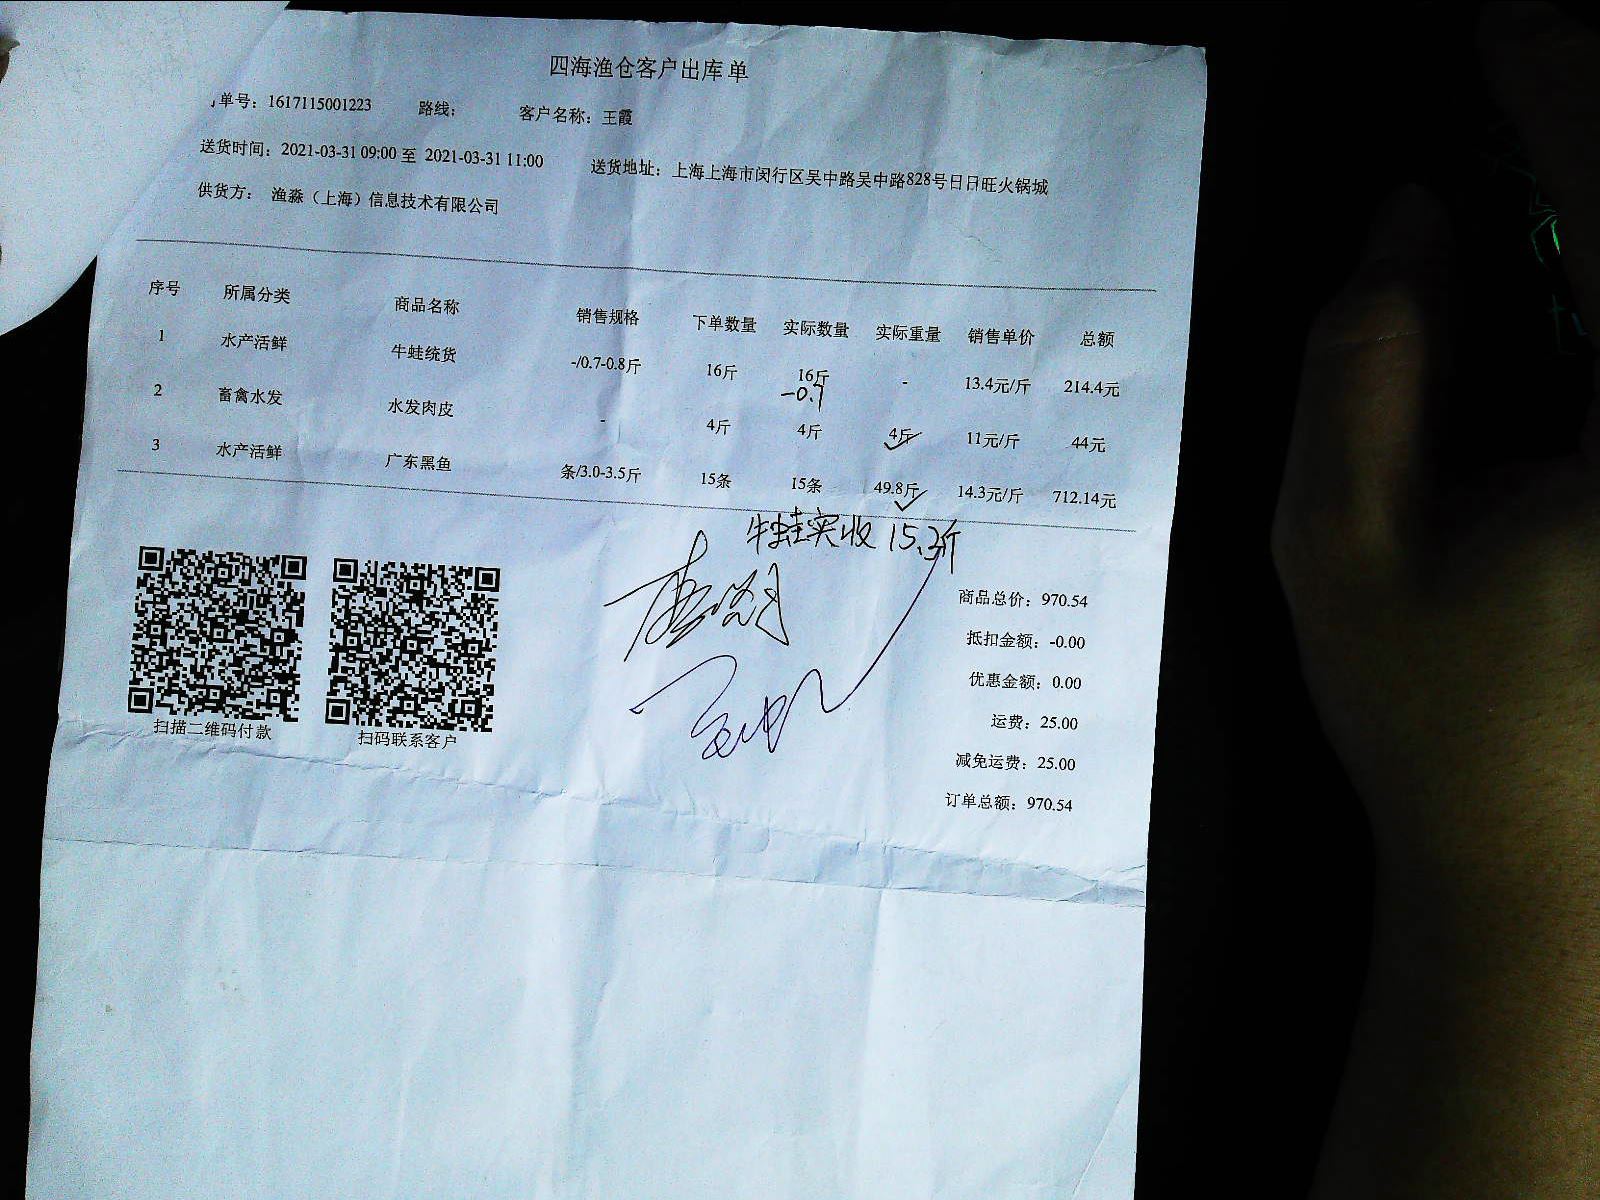 四海渔仓客户出库单
单号：1617115001223 路线： 客户名称：王霞
送货时间：2021-03-31 09:00 至 2021-03-31 11:00 送货地址：上海上海市闵行区吴中路吴中路828号日日旺火锅城
供货方： 渔淼（上海）信息技术有限公司
序号 所属分类 商品名称 销售规格 下单数量 实际数量 实际重量 销售单价 总额
1 水产活鲜 牛蛙统货 -/0.7-0.8斤 16斤 16斤 - 13.4元/斤 214.4元
-0.7
2 畜禽水发 水发肉皮 - 4斤 4斤 4斤 11元/斤 44元
3 水产活鲜 广东黑鱼 条/3.0-3.5斤 15条 15条 49.8斤 14.3元/斤 712.14元
牛蛙实收 15.3斤
扫描二维码付款
扫码联系客户
商品总价：970.54
抵扣金额：-0.00
优惠金额：0.00
运费：25.00
减免运费：25.00
订单总额：970.54